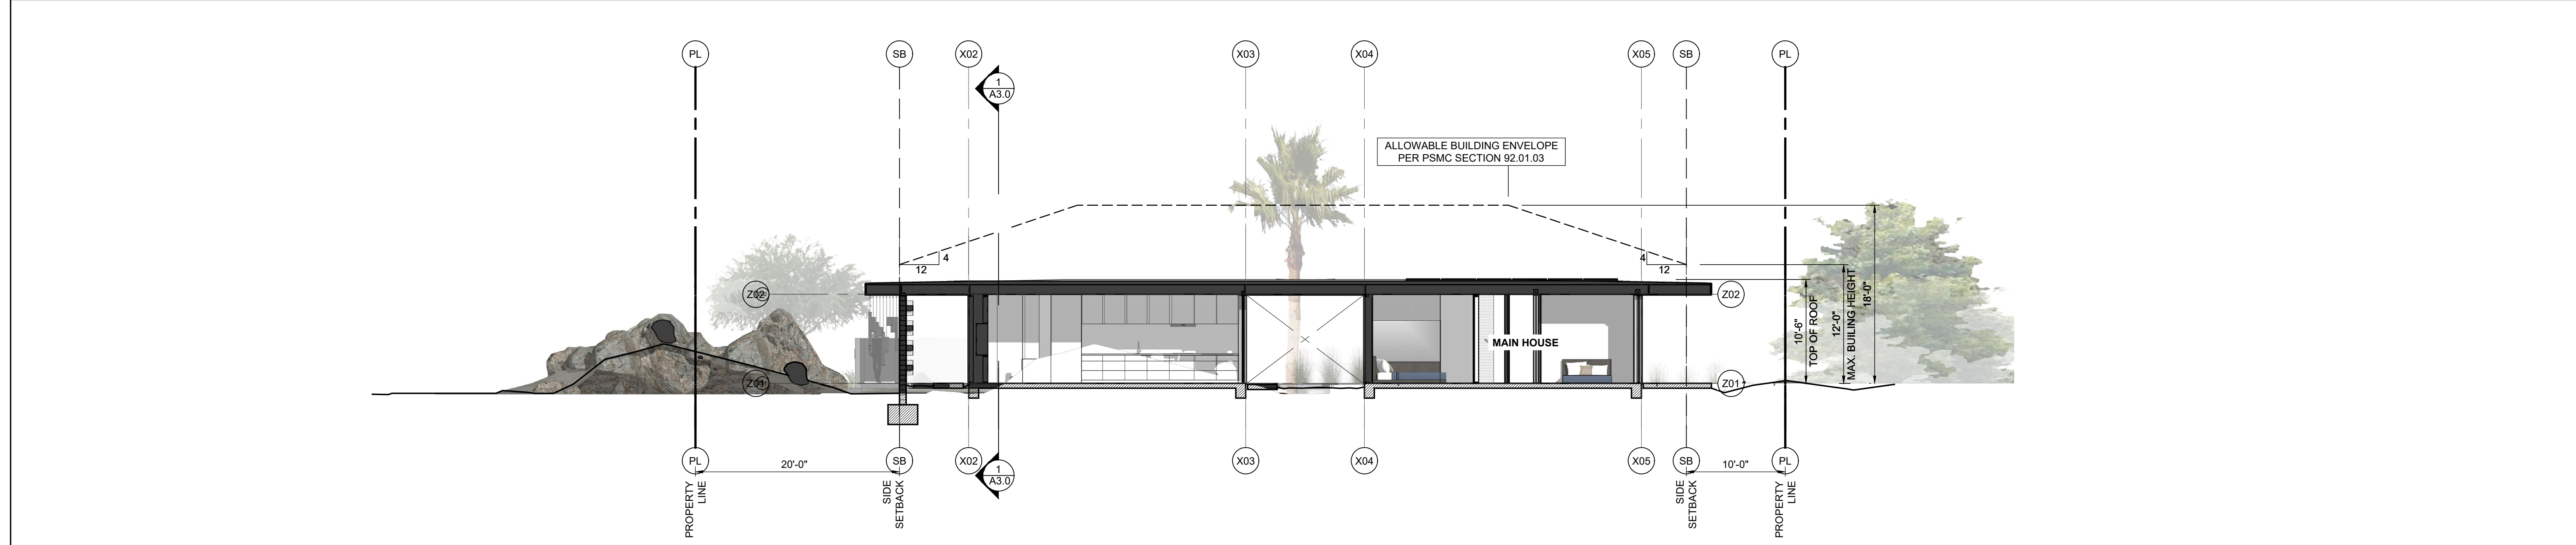 PL
SB
X02
X03
X04
X05
SB
PL
1
A3.0
ALLOWABLE BUILDING ENVELOPE
PER PSMC SECTION 92.01.03
4
12
4
12
Z02
Z02
10'-6"
TOP OF ROOF
12'-0"
MAX. BUILING HEIGHT
18'-0"
MAIN HOUSE
Z01
Z01
PL
SB
X02
X03
X04
X05
SB
PL
1
A3.0
20'-0"
10'-0"
PROPERTY
LINE
SIDE
SETBACK
SIDE
SETBACK
PROPERTY
LINE